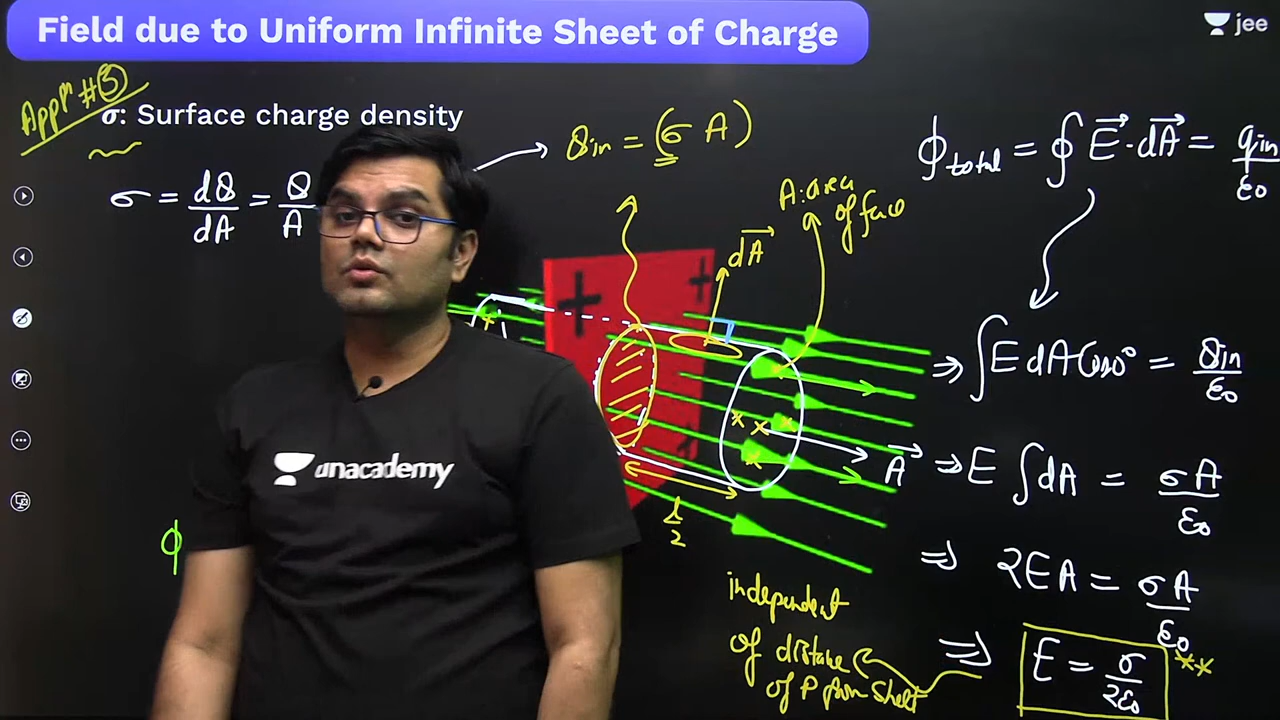 Field due to Uniform Infinite Sheet of Charge
jee
Appⁿ #3
σ: Surface charge density
σ = dQ/dA = Q/A
Qin = (σ A)
ϕtotal = ∮ E⃗·dA⃗ = qin/ε0
A: area
of face
dA⃗
+ +
⇒ ∫E dA Cos0° = Qin/ε0
A⃗
⇒ E ∫dA = σA/ε0
l/2
ϕ
unacademy
⇒ 2EA = σA/ε0
independent
of distance
of P from sheet
⇒ E = σ/2ε0 **